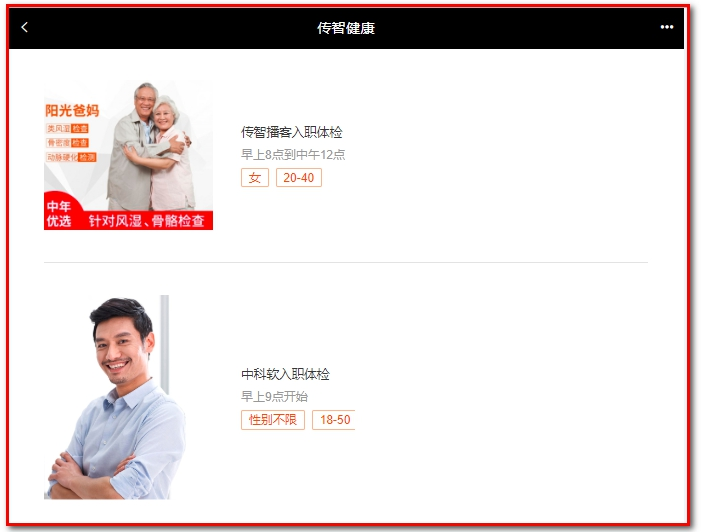 传智健康
阳光爸妈
类风湿 检查
骨密度 检查
动脉硬化 检测
中年
优选
针对风湿、骨骼检查
传智播客入职体检
早上8点到中午12点
女 20-40
中科软入职体检
早上9点开始
性别不限 18-50